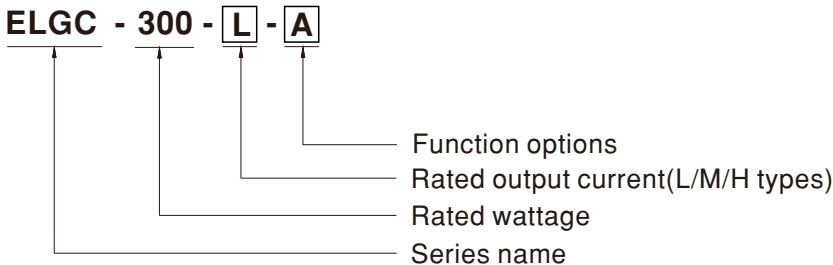 ELGC - 300 - L - A
Function options
Rated output current(L/M/H types)
Rated wattage
Series name